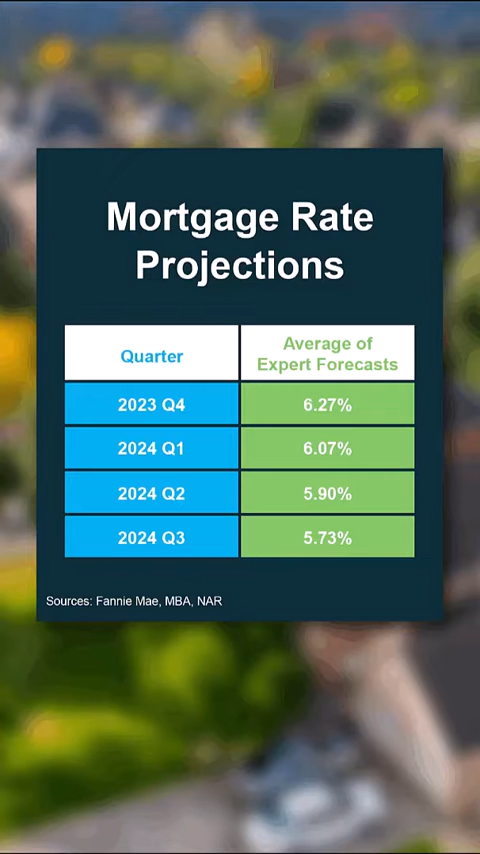 Mortgage Rate
Projections
Quarter
Average of
Expert Forecasts
2023 Q4 6.27%
2024 Q1 6.07%
2024 Q2 5.90%
2024 Q3 5.73%
Sources: Fannie Mae, MBA, NAR